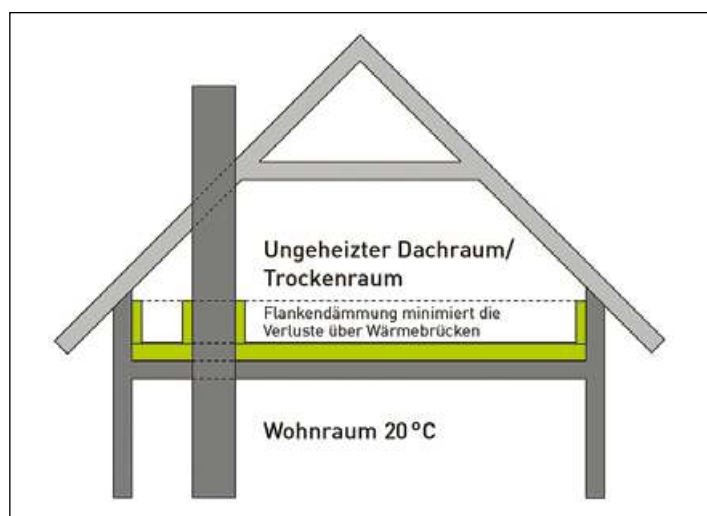 Ungeheizter Dachraum/
Trockenraum
Flankendämmung minimiert die
Verluste über Wärmebrücken
Wohnraum 20 °C